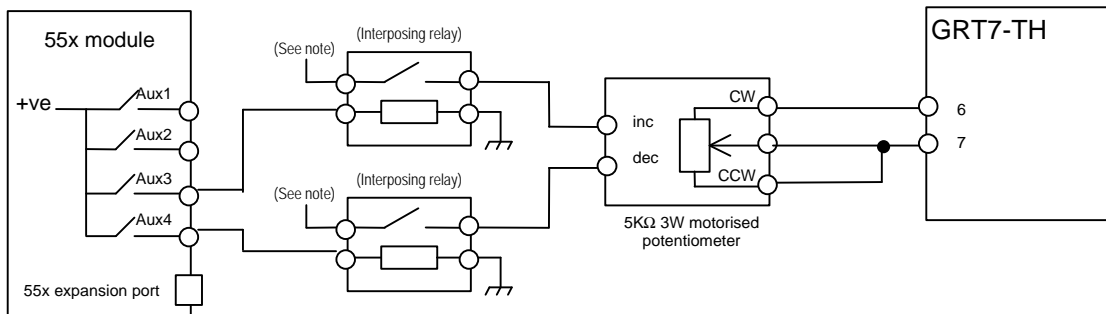 55x module
+ve
Aux1
Aux2
Aux3
Aux4
55x expansion port
(See note)
(Interposing relay)
(See note)
(Interposing relay)
inc
dec
CW
CCW
5KΩ 3W motorised
potentiometer
GRT7-TH
6
7